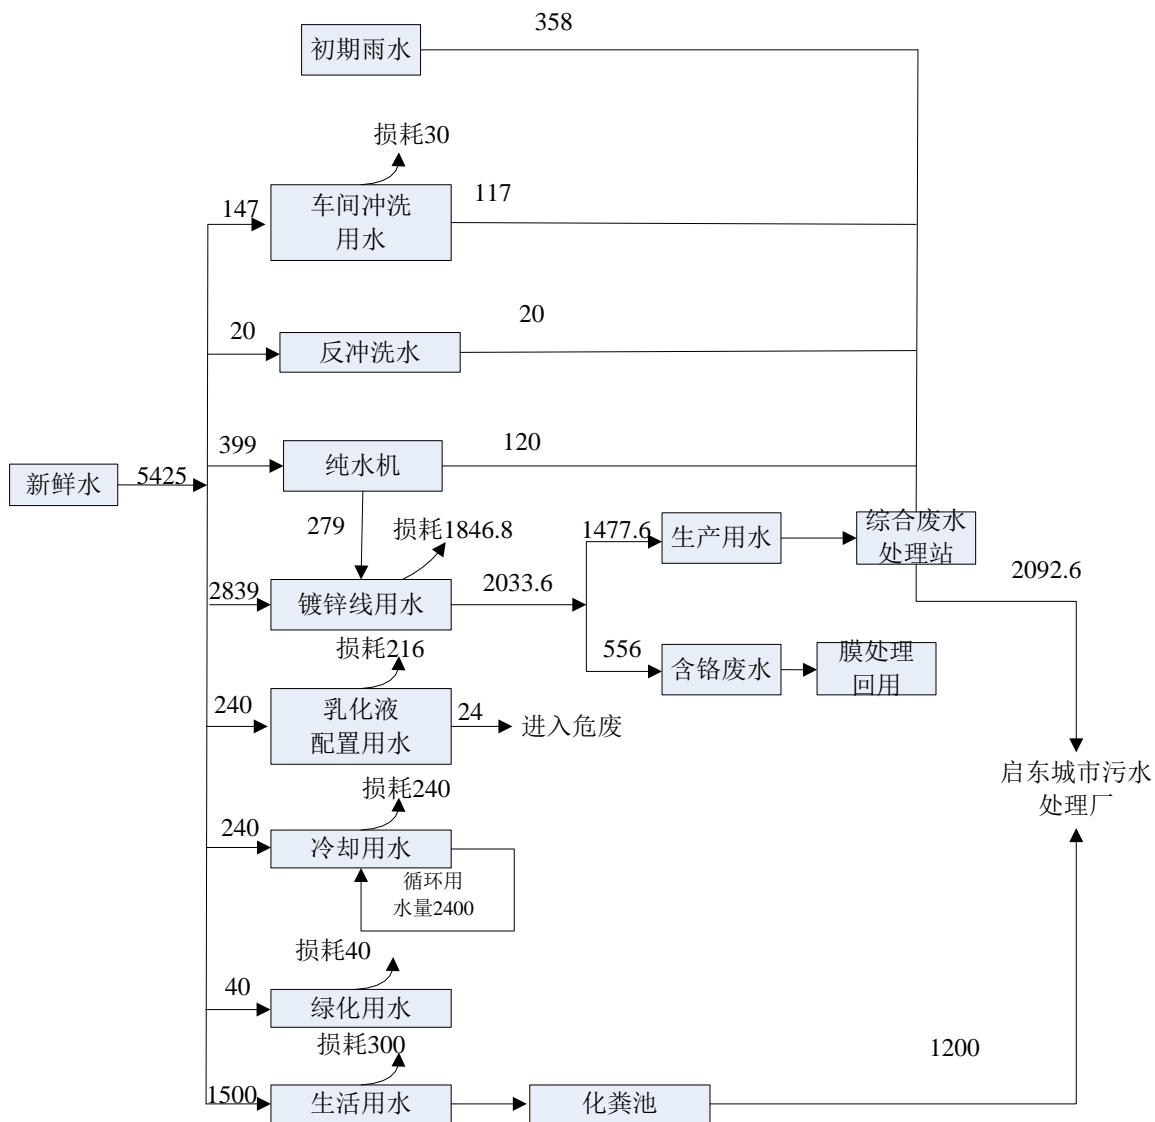 358
初期雨水
损耗30
147
车间冲洗
用水
117
20
反冲洗水
20
399
纯水机
120
新鲜水
5425
279
损耗1846.8
1477.6
生产用水
综合废水
处理站
2092.6
2839
镀锌线用水
2033.6
556
含铬废水
膜处理
回用
损耗216
240
乳化液
配置用水
24
进入危废
启东城市污水
处理厂
损耗240
240
冷却用水
循环用
水量2400
损耗40
40
绿化用水
损耗300
1200
1500
生活用水
化粪池